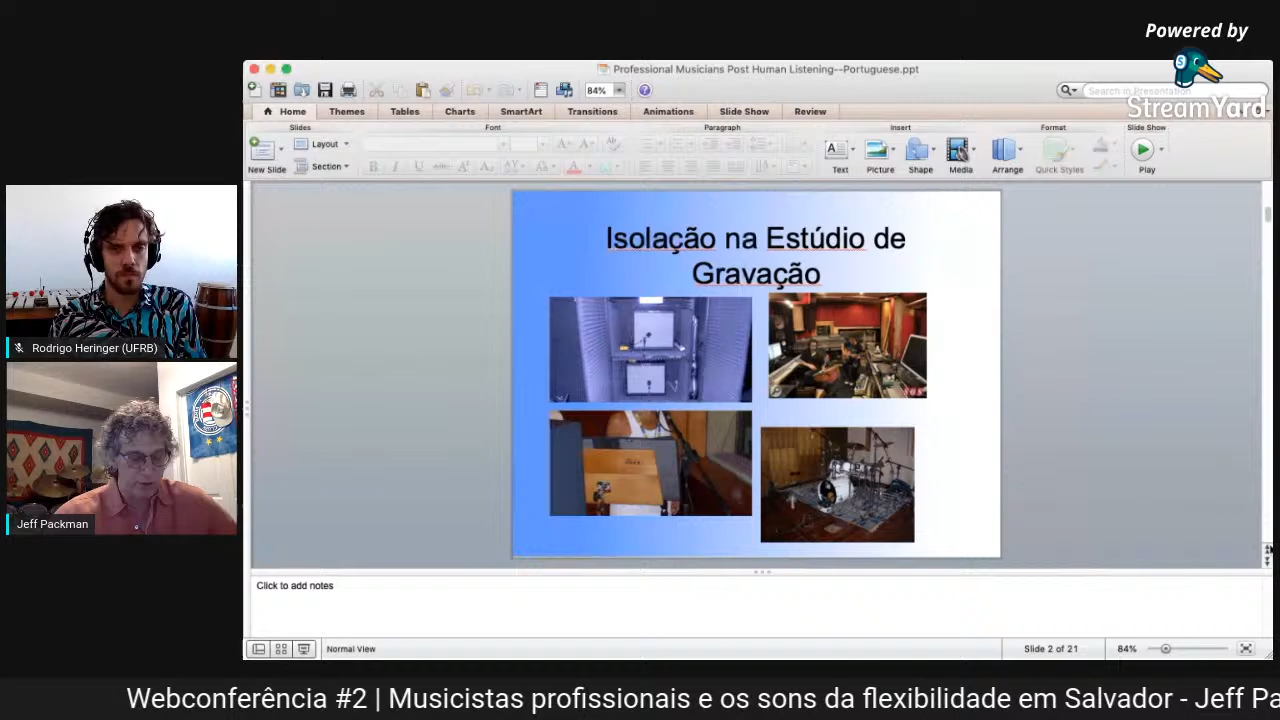 Powered by
StreamYard
Professional Musicians Post Human Listening--Portuguese.ppt
84%
Search in Presentation
Home Themes Tables Charts SmartArt Transitions Animations Slide Show Review
Slides Font Paragraph Insert Format Slide Show
New Slide Layout Section
Text Picture Shape Media Arrange Quick Styles Play
Isolação na Estúdio de
Gravação
Rodrigo Heringer (UFRB)
Jeff Packman
Click to add notes
Normal View Slide 2 of 21 84%
Webconferência #2 | Musicistas profissionais e os sons da flexibilidade em Salvador - Jeff Pa